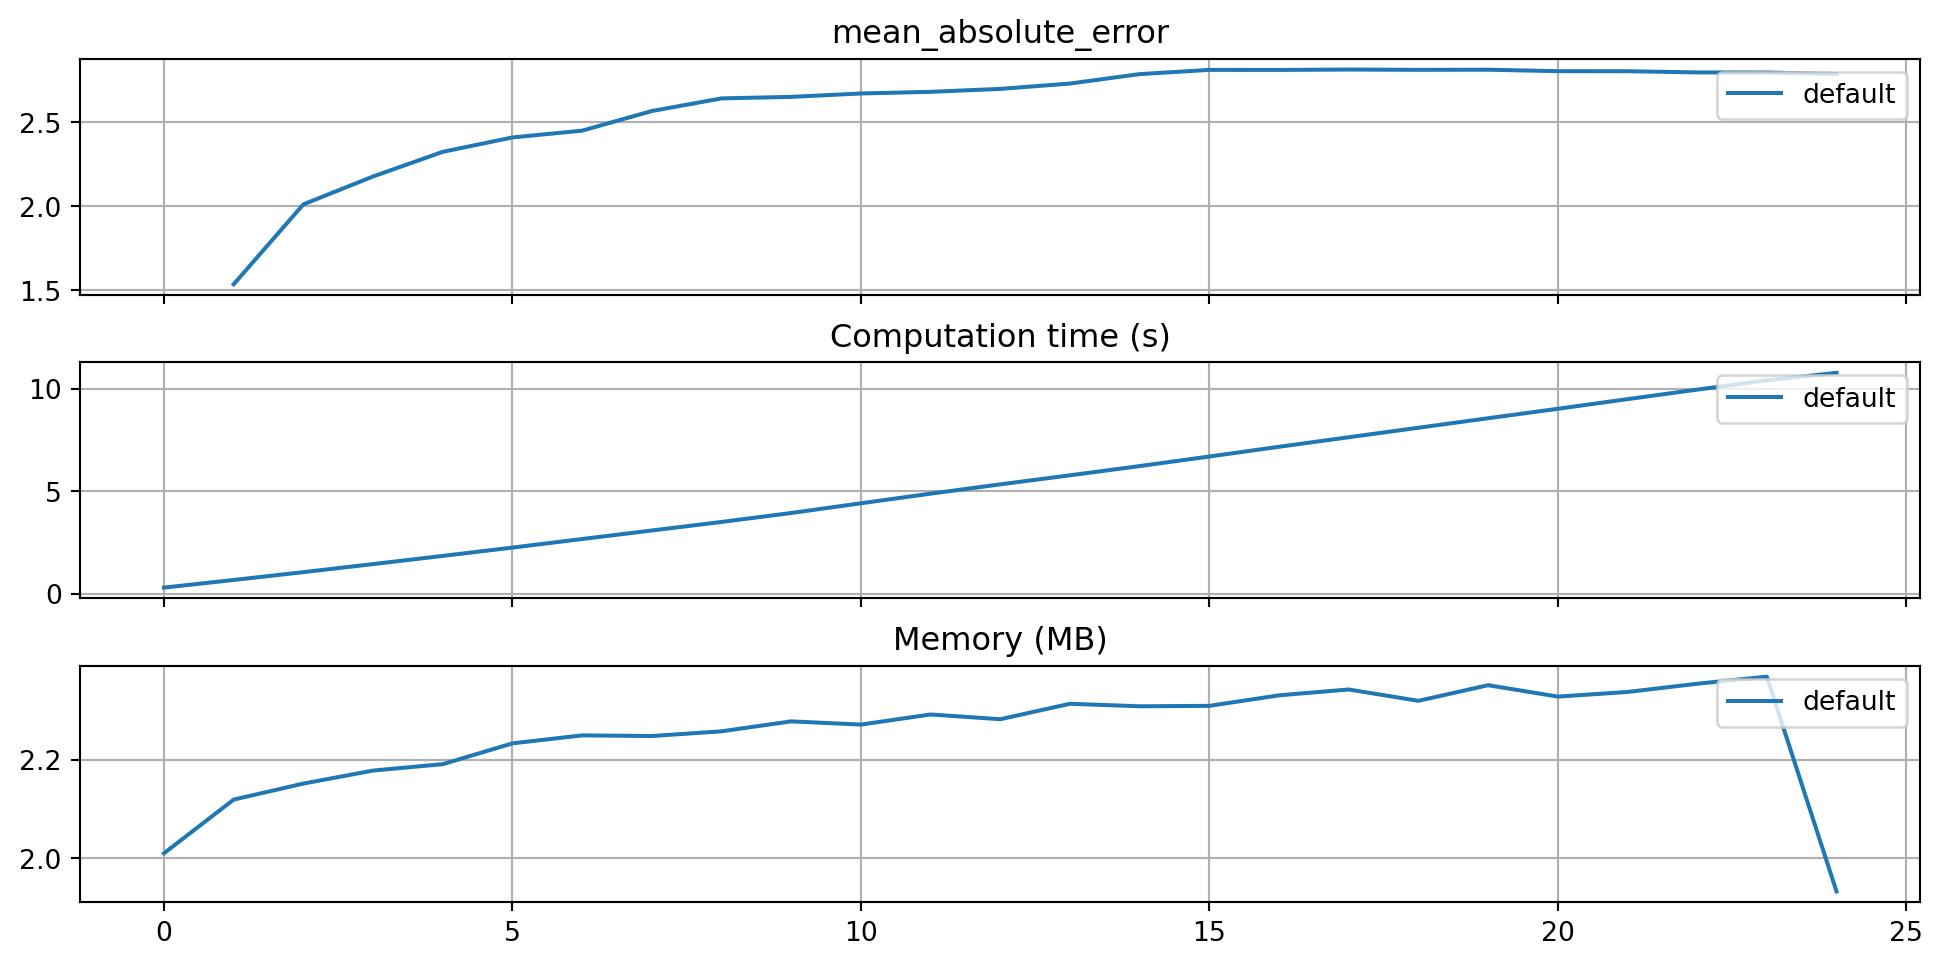 mean_absolute_error
2.5
2.0
1.5
default
Computation time (s)
10
5
0
default
Memory (MB)
2.2
2.0
default
0 5 10 15 20 25